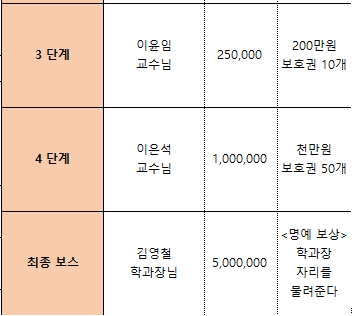 3 단계
이윤임
교수님
250,000
200만원
보호권 10개
4 단계
이은석
교수님
1,000,000
천만원
보호권 50개
최종 보스
김영철
학과장님
5,000,000
<명예 보상>
학과장
자리를
물려준다